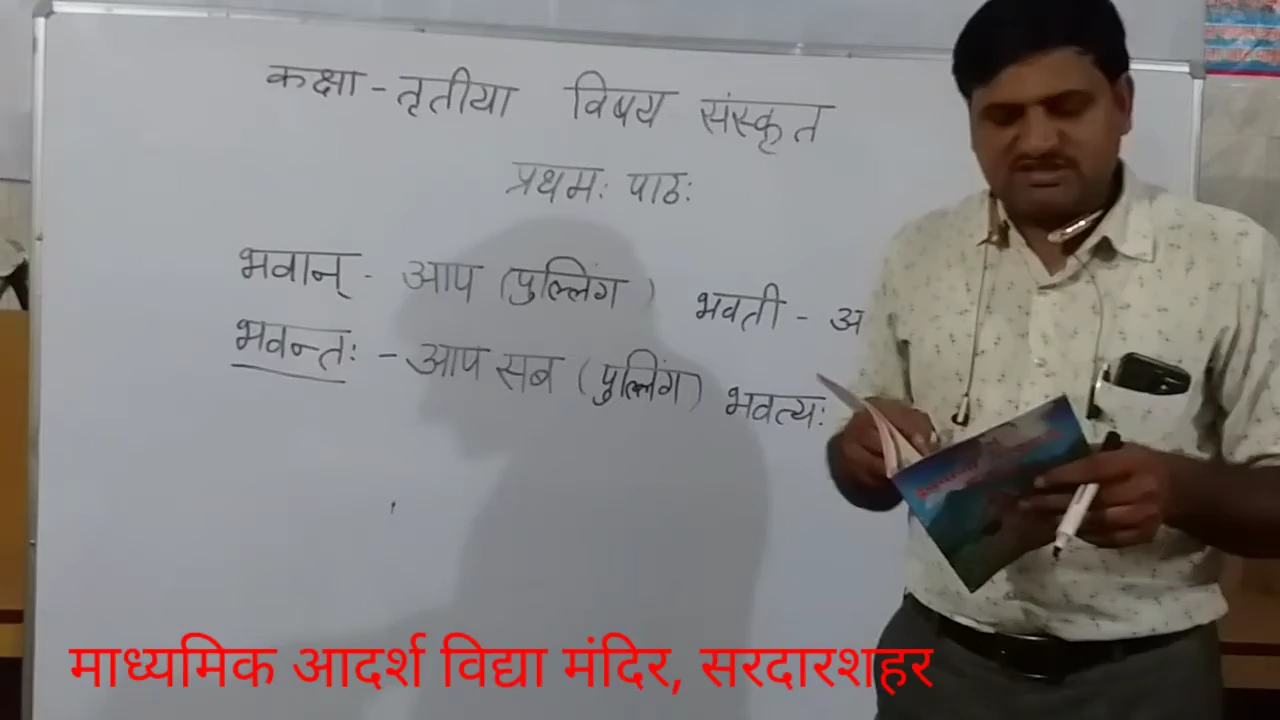 कक्षा - तृतीया विषय संस्कृत
प्रथमः पाठः
भवान् - आप (पुल्लिंग) भवती - अ
भवन्तः - आप सब (पुल्लिंग) भवत्यः
माध्यमिक आदर्श विद्या मंदिर, सरदारशहर